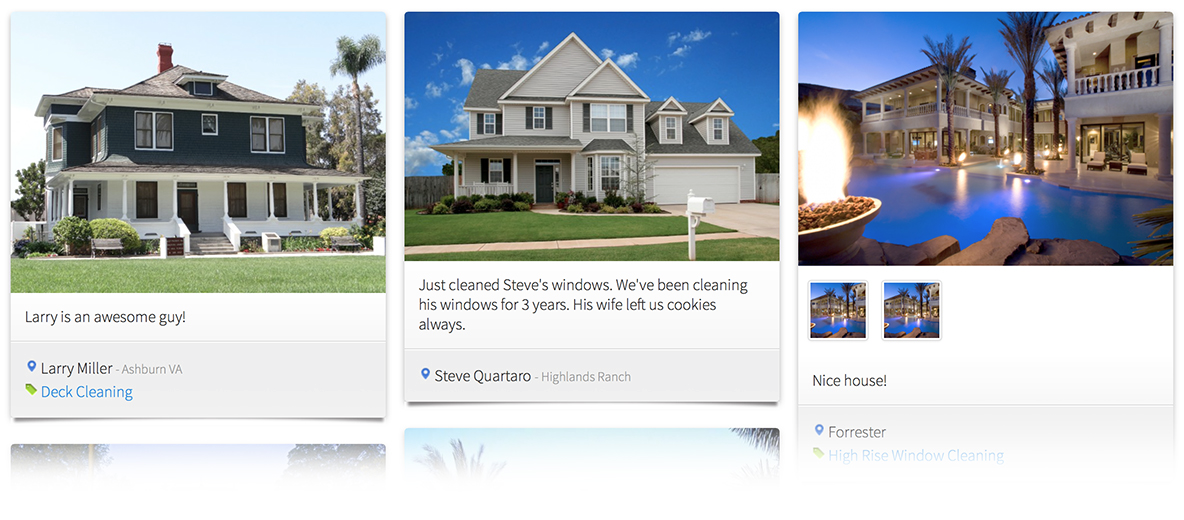 Larry is an awesome guy!
Larry Miller - Ashburn VA
Deck Cleaning
Just cleaned Steve's windows. We've been cleaning
his windows for 3 years. His wife left us cookies
always.
Steve Quartaro - Highlands Ranch
Nice house!
Forrester
High Rise Window Cleaning